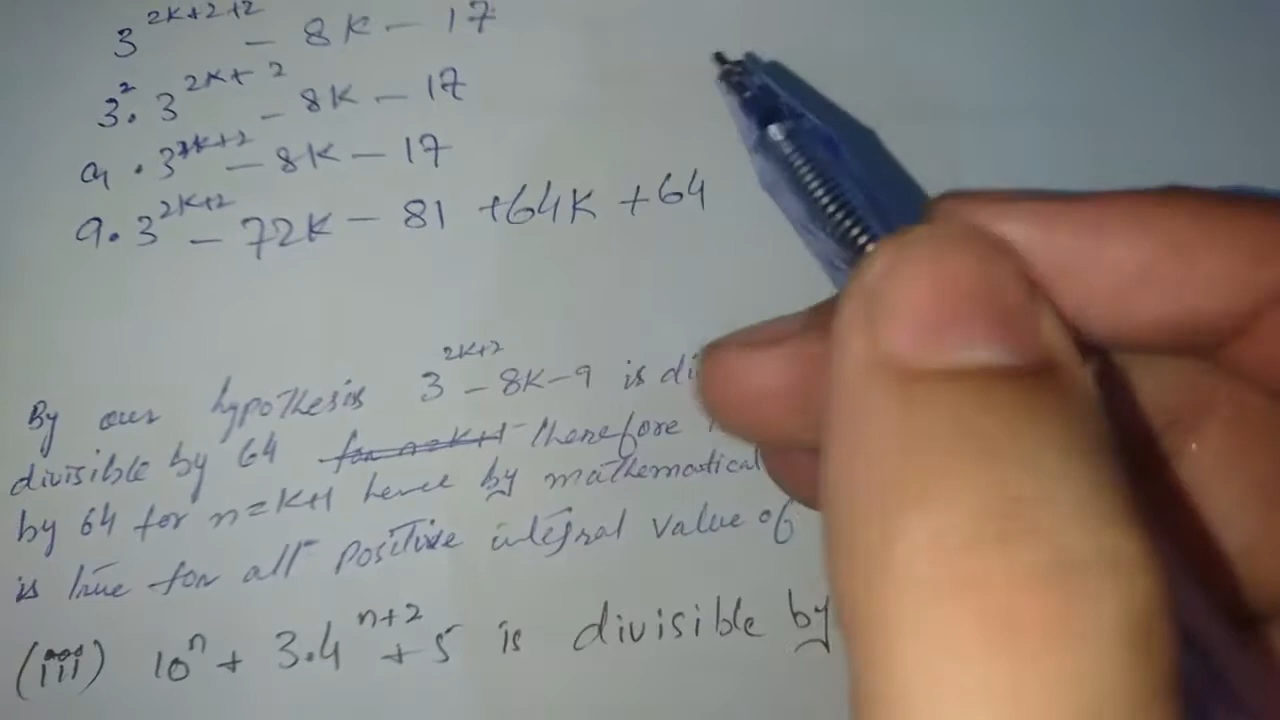 3^{2K+2+2} - 8K - 17
3^2 . 3^{2K+2} - 8K - 17
9 . 3^{2K+2} - 8K - 17
9 . 3^{2K+2} - 72K - 81 + 64K + 64
By our hypothesis 3^{2K+2} - 8K - 9 is
divisible by 64 for n=K+1 therefore
by 64 for n=K+1 hence by mathematical
is true for all positive integral value of
(iii) 10^n + 3.4^{n+2} + 5 is divisible by